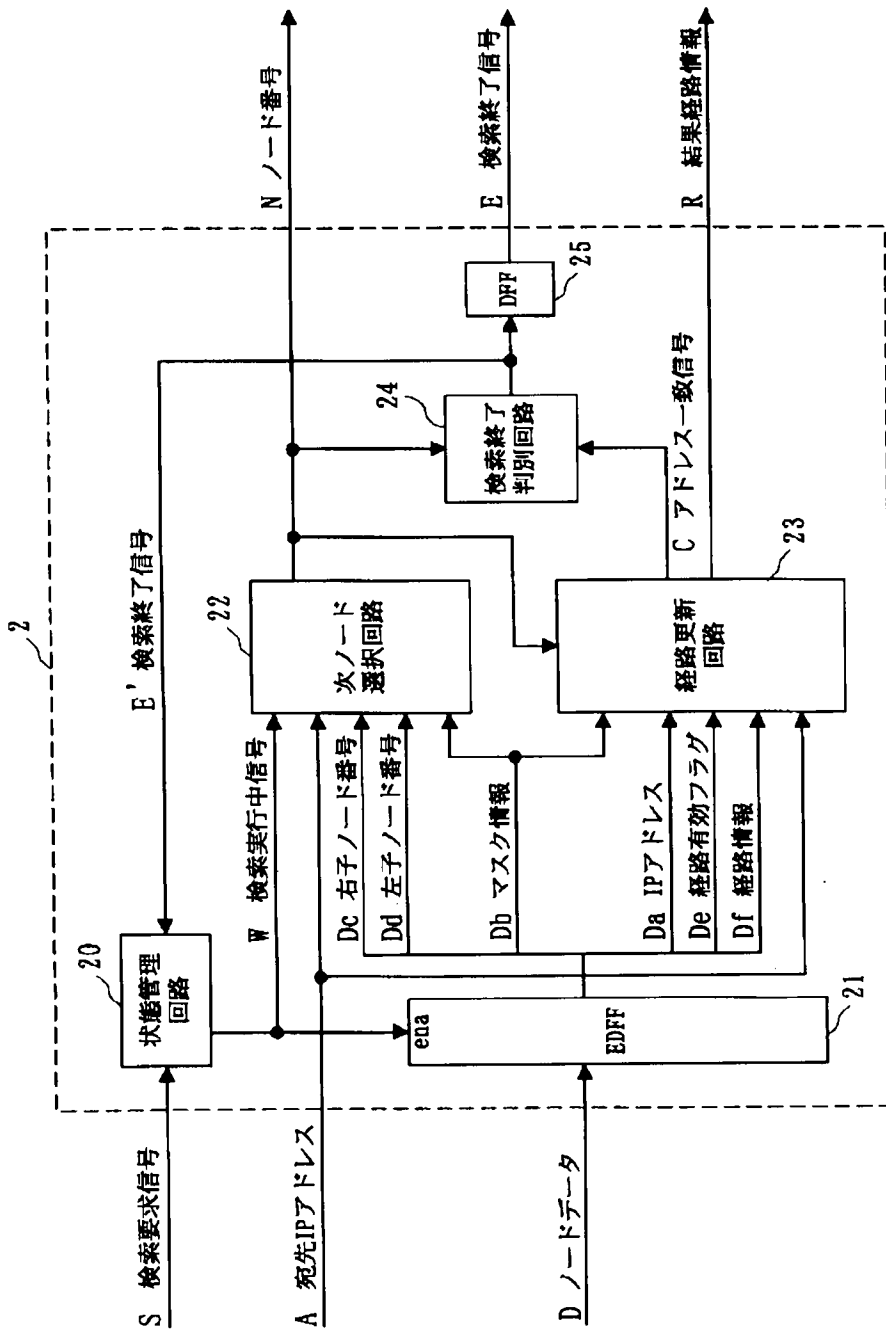 2
S 検索要求信号
20
状態管理
回路
E' 検索終了信号
W 検索実行中信号
A 宛先IPアドレス
Dc 右子ノード番号
Dd 左子ノード番号
22
次ノード
選択回路
N ノード番号
24
検索終了
判別回路
DFF
25
E 検索終了信号
Db マスク情報
D ノードデータ
ena
EDFF
21
Da IPアドレス
De 経路有効フラグ
Df 経路情報
経路更新
回路
23
C アドレス一致信号
R 結果経路情報